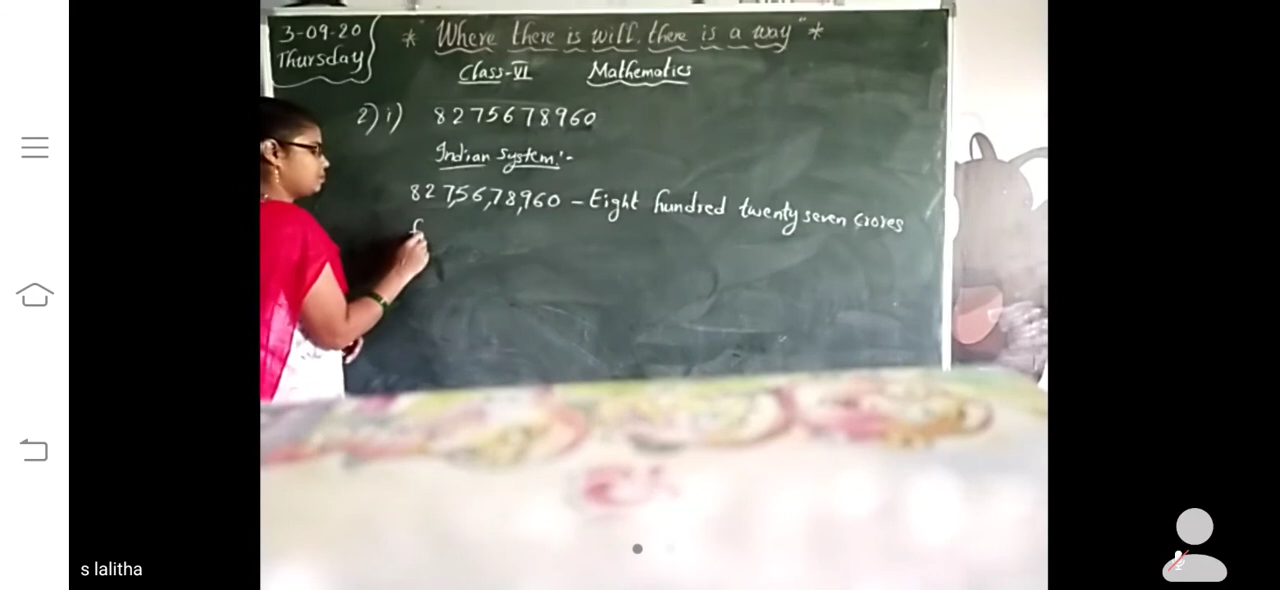 3-09-20
Thursday
* "Where there is will, there is a way" *
Class-VI Mathematics
2) i) 8275678960
Indian System:-
827,56,78,960 - Eight hundred twenty seven crores
f
s lalitha